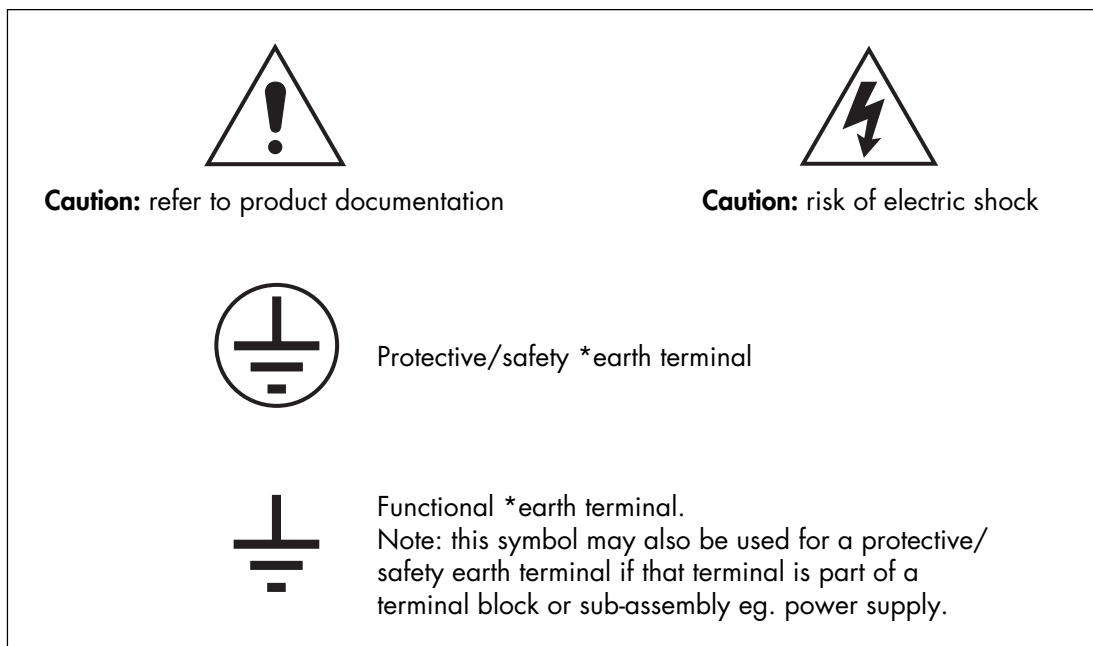 Caution: refer to product documentation
Caution: risk of electric shock
Protective/safety *earth terminal
Functional *earth terminal.
Note: this symbol may also be used for a protective/
safety earth terminal if that terminal is part of a
terminal block or sub-assembly eg. power supply.